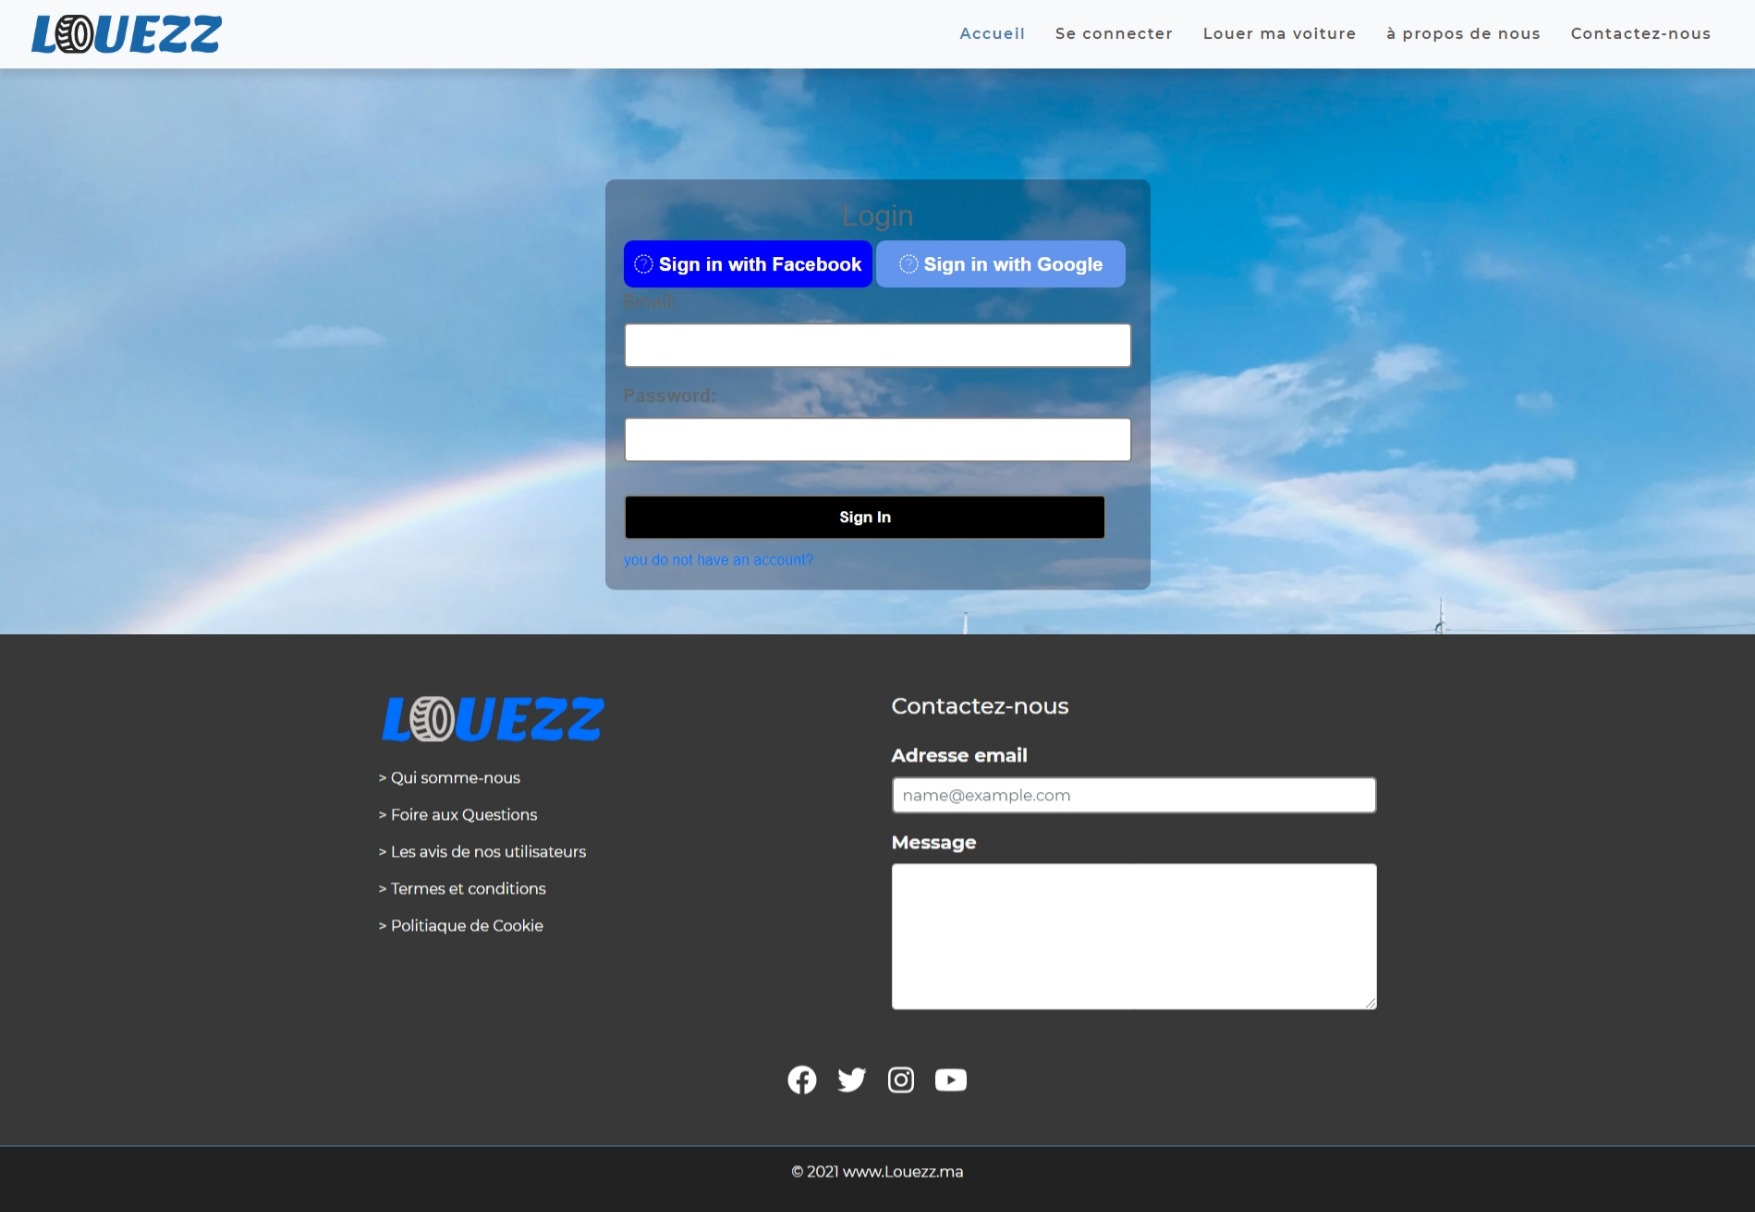 LOUEZZ
Accueil Se connecter Louer ma voiture à propos de nous Contactez-nous
Login
Sign in with Facebook Sign in with Google
Email:
Password:
Sign In
you do not have an account?
LOUEZZ
> Qui somme-nous
> Foire aux Questions
> Les avis de nos utilisateurs
> Termes et conditions
> Politiaque de Cookie
Contactez-nous
Adresse email
name@example.com
Message
© 2021 www.Louezz.ma